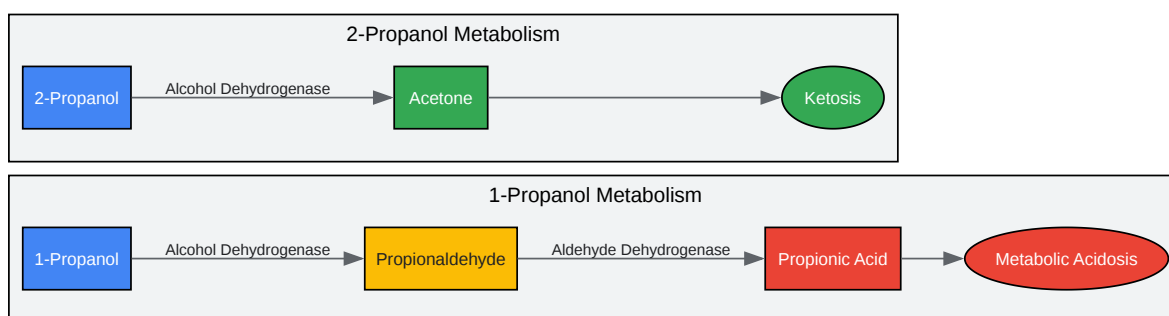 2-Propanol Metabolism
2-Propanol
Alcohol Dehydrogenase
Acetone
Ketosis
1-Propanol Metabolism
1-Propanol
Alcohol Dehydrogenase
Propionaldehyde
Aldehyde Dehydrogenase
Propionic Acid
Metabolic Acidosis